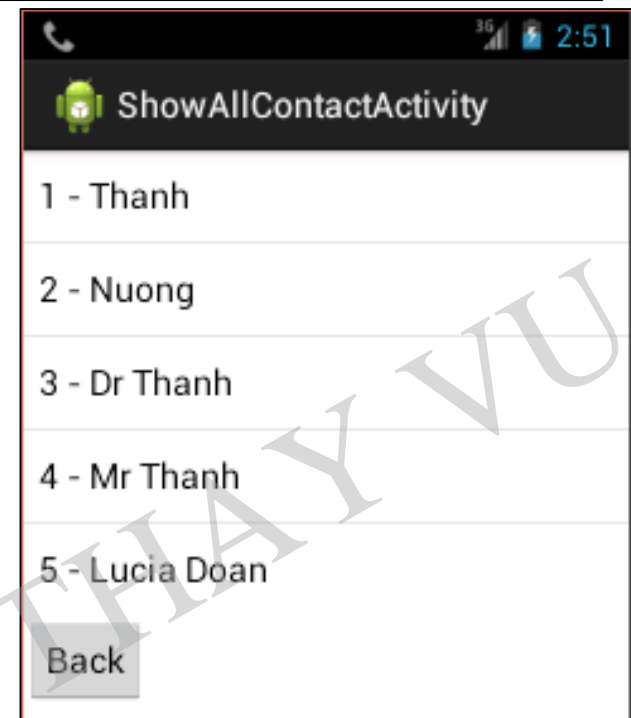 3G 2:51
ShowAllContactActivity
1 - Thanh
2 - Nuong
3 - Dr Thanh
4 - Mr Thanh
5 - Lucia Doan
Back
THAY VU